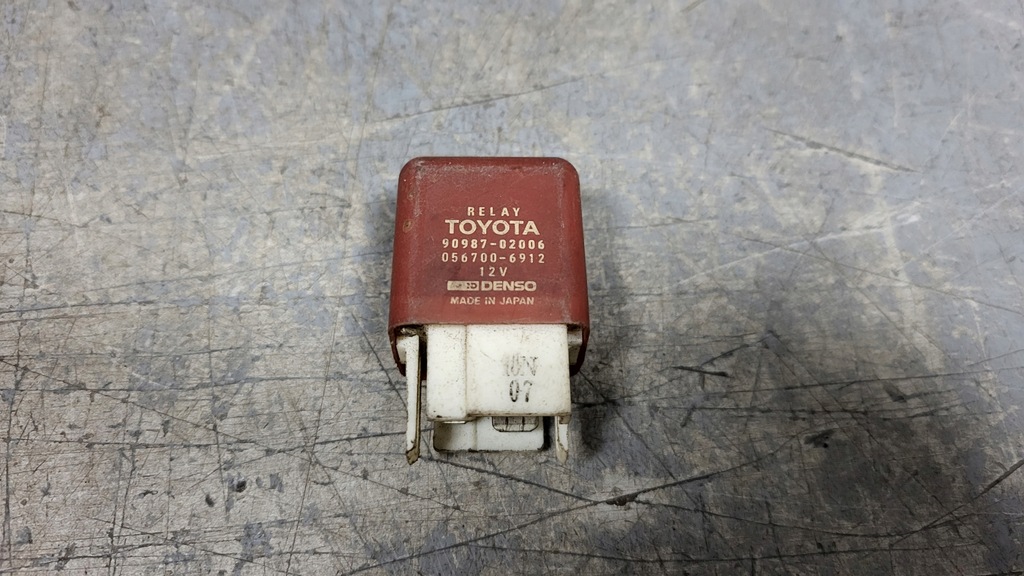 RELAY
TOYOTA
90987-02006
056700-6912
12V
DENSO
MADE IN JAPAN
07